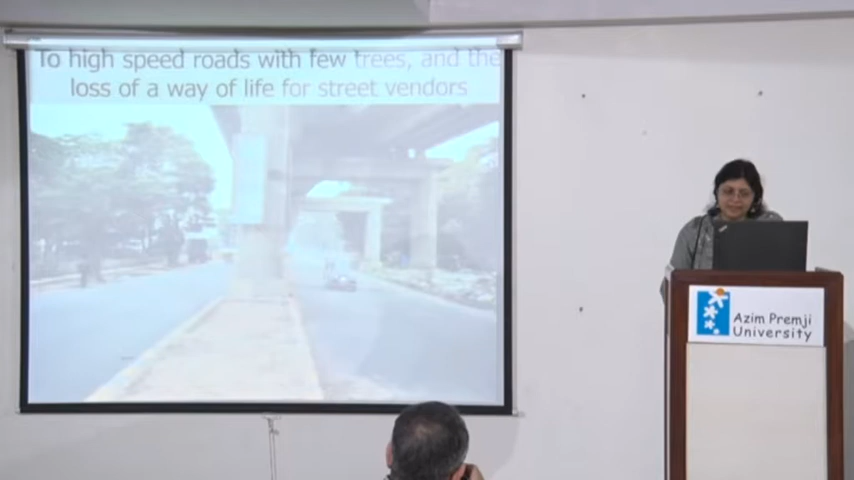 To high speed roads with few trees, and the
loss of a way of life for street vendors
Azim Premji
University